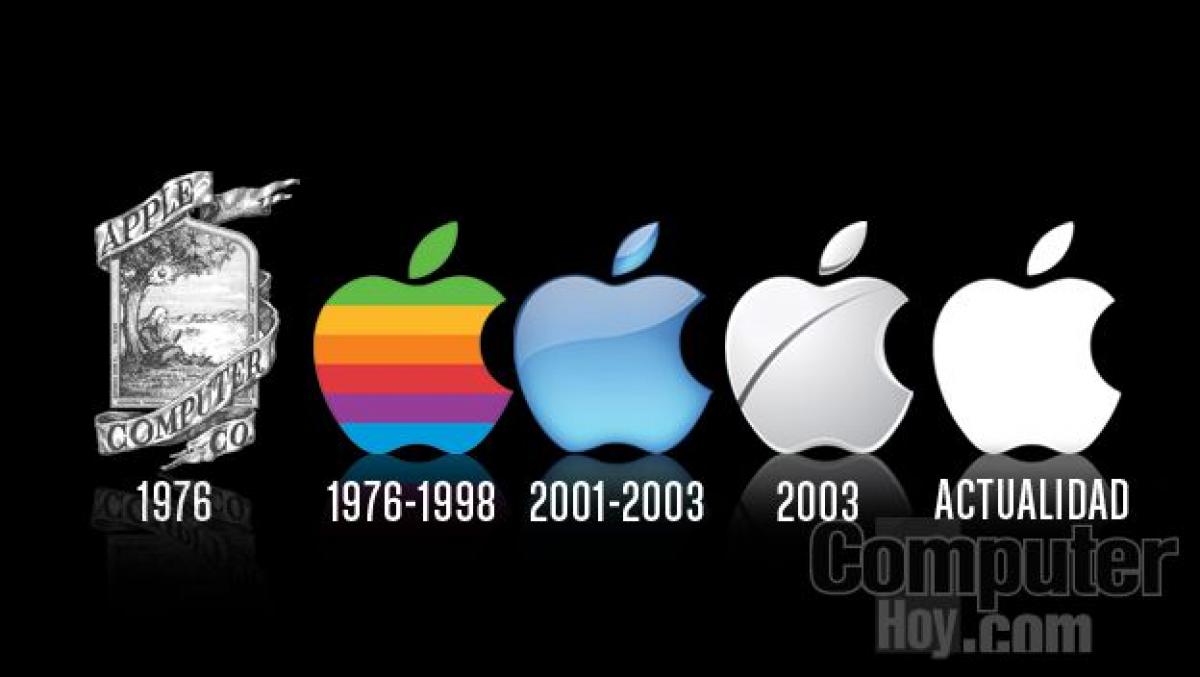 APPLE
COMPUTER
CO.
1976
1976-1998
2001-2003
2003
ACTUALIDAD
Computer
Hoy.com